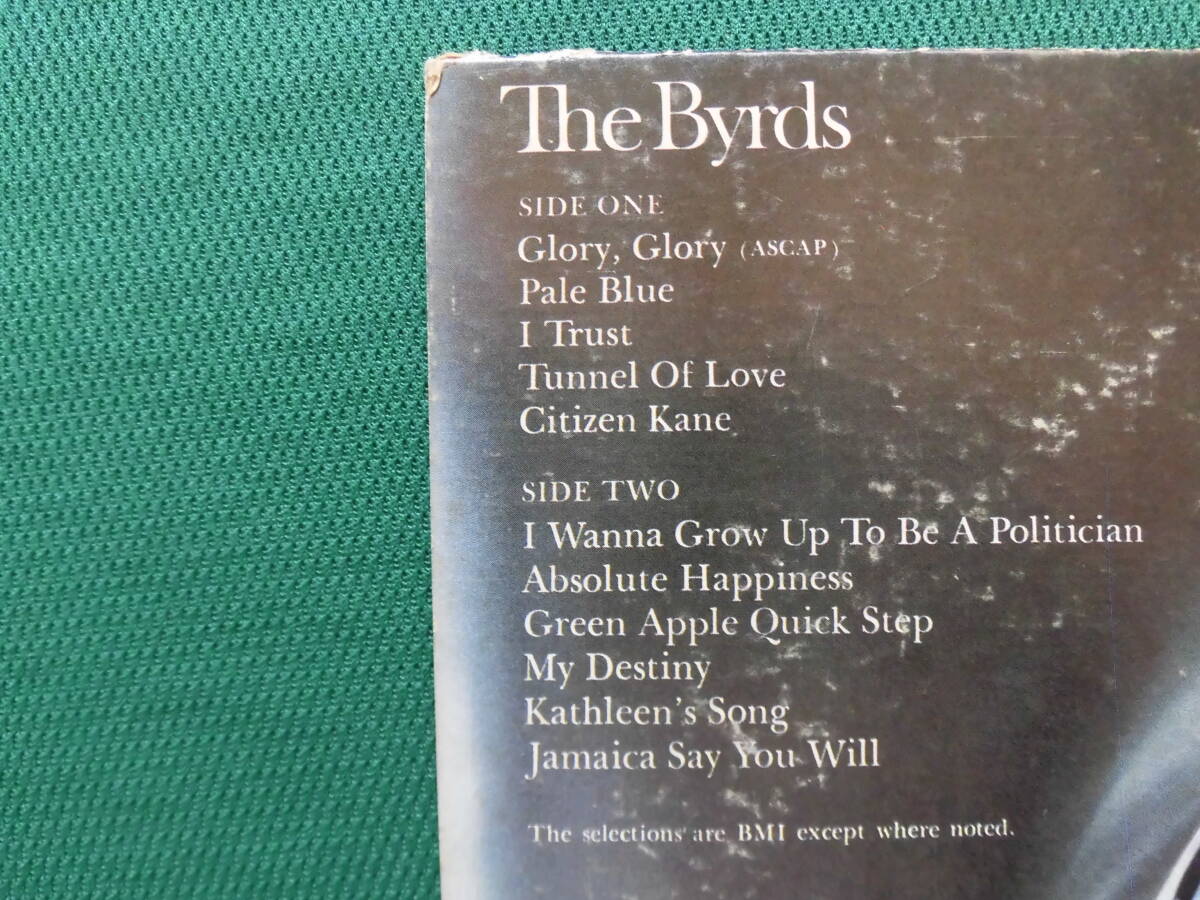 The Byrds
SIDE ONE
Glory, Glory (ASCAP)
Pale Blue
I Trust
Tunnel Of Love
Citizen Kane
SIDE TWO
I Wanna Grow Up To Be A Politician
Absolute Happiness
Green Apple Quick Step
My Destiny
Kathleen's Song
Jamaica Say You Will
The selections are BMI except where noted.